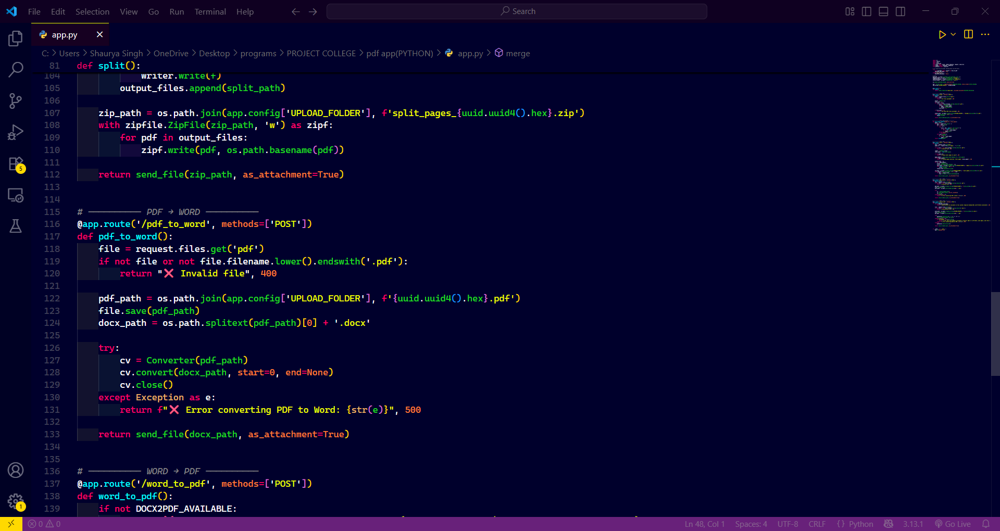 File Edit Selection View Go Run Terminal Help
Search
app.py
C: > Users > Shaurya Singh > OneDrive > Desktop > programs > PROJECT COLLEGE > pdf app(PYTHON) > app.py > merge
81 def split():
104 writer.write(f)
105 output_files.append(split_path)
106
107 zip_path = os.path.join(app.config['UPLOAD_FOLDER'], f'split_pages_{uuid.uuid4().hex}.zip')
108 with zipfile.ZipFile(zip_path, 'w') as zipf:
109 for pdf in output_files:
110 zipf.write(pdf, os.path.basename(pdf))
111
112 return send_file(zip_path, as_attachment=True)
113
114
115 # ────────── PDF → WORD ──────────
116 @app.route('/pdf_to_word', methods=['POST'])
117 def pdf_to_word():
118 file = request.files.get('pdf')
119 if not file or not file.filename.lower().endswith('.pdf'):
120 return "❌ Invalid file", 400
121
122 pdf_path = os.path.join(app.config['UPLOAD_FOLDER'], f'{uuid.uuid4().hex}.pdf')
123 file.save(pdf_path)
124 docx_path = os.path.splitext(pdf_path)[0] + '.docx'
125
126 try:
127 cv = Converter(pdf_path)
128 cv.convert(docx_path, start=0, end=None)
129 cv.close()
130 except Exception as e:
131 return f"❌ Error converting PDF to Word: {str(e)}", 500
132
133 return send_file(docx_path, as_attachment=True)
134
135
136 # ────────── WORD → PDF ──────────
137 @app.route('/word_to_pdf', methods=['POST'])
138 def word_to_pdf():
139 if not DOCX2PDF_AVAILABLE:
5
1
0 0 Ln 48, Col 1 Spaces: 4 UTF-8 CRLF {} Python 3.13.1 Go Live